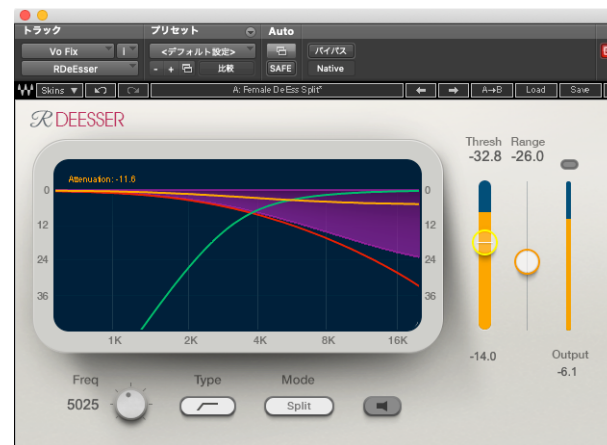 トラック プリセット Auto
Vo Fix I <デフォルト設定> バイパス
RDeEsser - + 比較 SAFE Native
W Skins A: Female DeEss Split* A→B Load Save
R DEESSER
Thresh Range
-32.8 -26.0
Attenuation: -11.6
0 0
12 12
24 24
36 36
1K 2K 4K 8K 16K
-14.0 Output
-6.1
Freq Type Mode
5025 Split